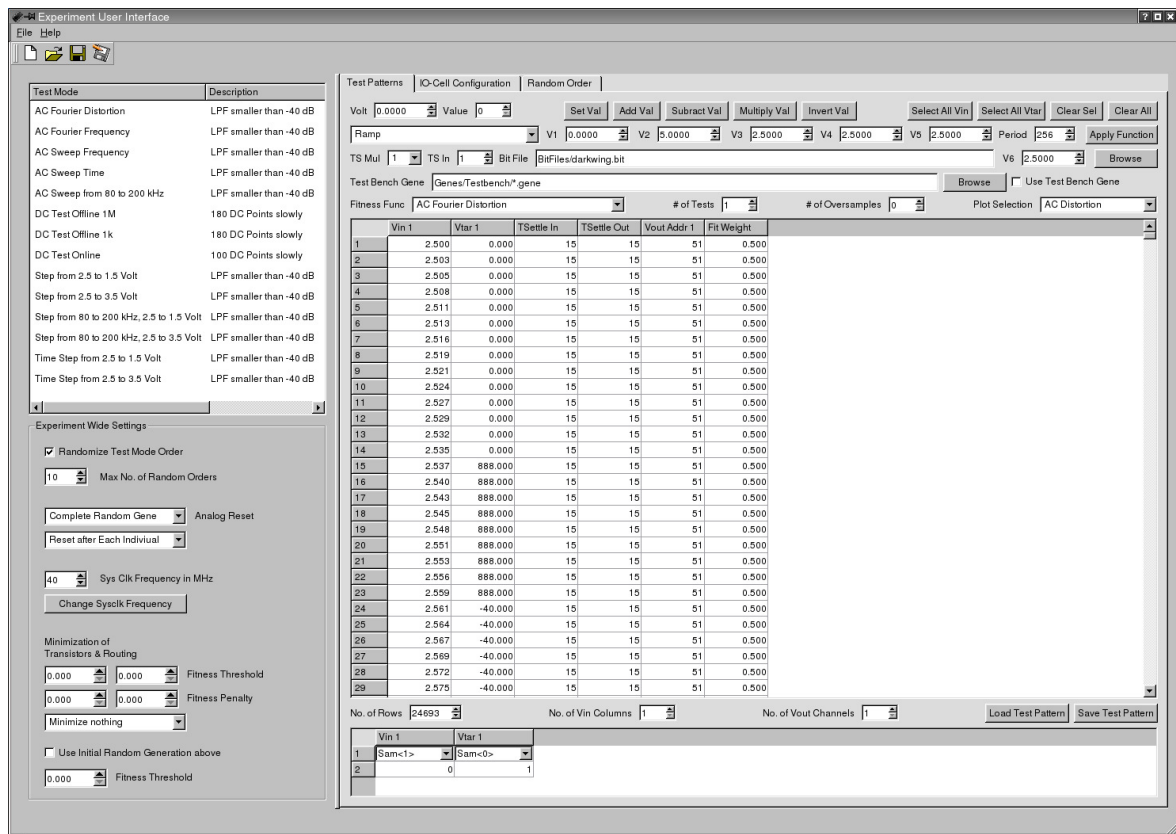 Experiment User Interface
File Help
Test Mode Description
AC Fourier Distortion LPF smaller than -40 dB
AC Fourier Frequency LPF smaller than -40 dB
AC Sweep Frequency LPF smaller than -40 dB
AC Sweep Time LPF smaller than -40 dB
AC Sweep from 80 to 200 kHz LPF smaller than -40 dB
DC Test Offline 1M 180 DC Points slowly
DC Test Offline 1k 180 DC Points slowly
DC Test Online 100 DC Points slowly
Step from 2.5 to 1.5 Volt LPF smaller than -40 dB
Step from 2.5 to 3.5 Volt LPF smaller than -40 dB
Step from 80 to 200 kHz, 2.5 to 1.5 Volt LPF smaller than -40 dB
Step from 80 to 200 kHz, 2.5 to 3.5 Volt LPF smaller than -40 dB
Time Step from 2.5 to 1.5 Volt LPF smaller than -40 dB
Time Step from 2.5 to 3.5 Volt LPF smaller than -40 dB
Experiment Wide Settings
Randomize Test Mode Order
10 Max No. of Random Orders
Complete Random Gene Analog Reset
Reset after Each Indiviual
40 Sys Clk Frequency in MHz
Change Sysclk Frequency
Minimization of
Transistors & Routing
0.000 0.000 Fitness Threshold
0.000 0.000 Fitness Penalty
Minimize nothing
Use Initial Random Generation above
0.000 Fitness Threshold
Test Patterns IO-Cell Configuration Random Order
Volt 0.0000 Value 0 Set Val Add Val Subract Val Multiply Val Invert Val Select All Vin Select All Vtar Clear Sel Clear All
Ramp V1 0.0000 V2 5.0000 V3 2.5000 V4 2.5000 V5 2.5000 Period 256 Apply Function
TS Mul 1 TS In 1 Bit File BitFiles/darkwing.bit V6 2.5000 Browse
Test Bench Gene Genes/Testbench/*.gene Browse Use Test Bench Gene
Fitness Func AC Fourier Distortion # of Tests 1 # of Oversamples 0 Plot Selection AC Distortion
Vin 1 Vtar 1 TSettle In TSettle Out Vout Addr 1 Fit Weight
1 2.500 0.000 15 15 51 0.500
2 2.503 0.000 15 15 51 0.500
3 2.505 0.000 15 15 51 0.500
4 2.508 0.000 15 15 51 0.500
5 2.511 0.000 15 15 51 0.500
6 2.513 0.000 15 15 51 0.500
7 2.516 0.000 15 15 51 0.500
8 2.519 0.000 15 15 51 0.500
9 2.521 0.000 15 15 51 0.500
10 2.524 0.000 15 15 51 0.500
11 2.527 0.000 15 15 51 0.500
12 2.529 0.000 15 15 51 0.500
13 2.532 0.000 15 15 51 0.500
14 2.535 0.000 15 15 51 0.500
15 2.537 888.000 15 15 51 0.500
16 2.540 888.000 15 15 51 0.500
17 2.543 888.000 15 15 51 0.500
18 2.545 888.000 15 15 51 0.500
19 2.548 888.000 15 15 51 0.500
20 2.551 888.000 15 15 51 0.500
21 2.553 888.000 15 15 51 0.500
22 2.556 888.000 15 15 51 0.500
23 2.559 888.000 15 15 51 0.500
24 2.561 -40.000 15 15 51 0.500
25 2.564 -40.000 15 15 51 0.500
26 2.567 -40.000 15 15 51 0.500
27 2.569 -40.000 15 15 51 0.500
28 2.572 -40.000 15 15 51 0.500
29 2.575 -40.000 15 15 51 0.500
No. of Rows 24693 No. of Vin Columns 1 No. of Vout Channels 1 Load Test Pattern Save Test Pattern
Vin 1 Vtar 1
1 Sam<1> Sam<0>
2 0 1